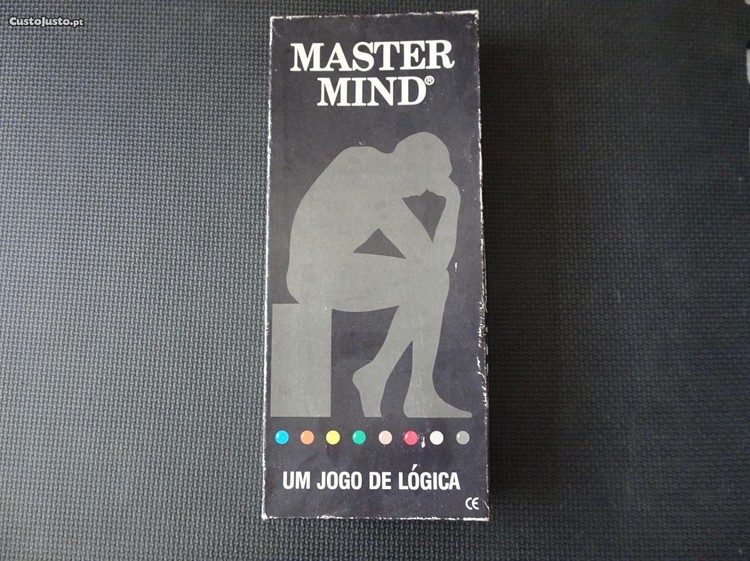 CustoJusto.pt
MASTER
MIND®
UM JOGO DE LÓGICA
CE